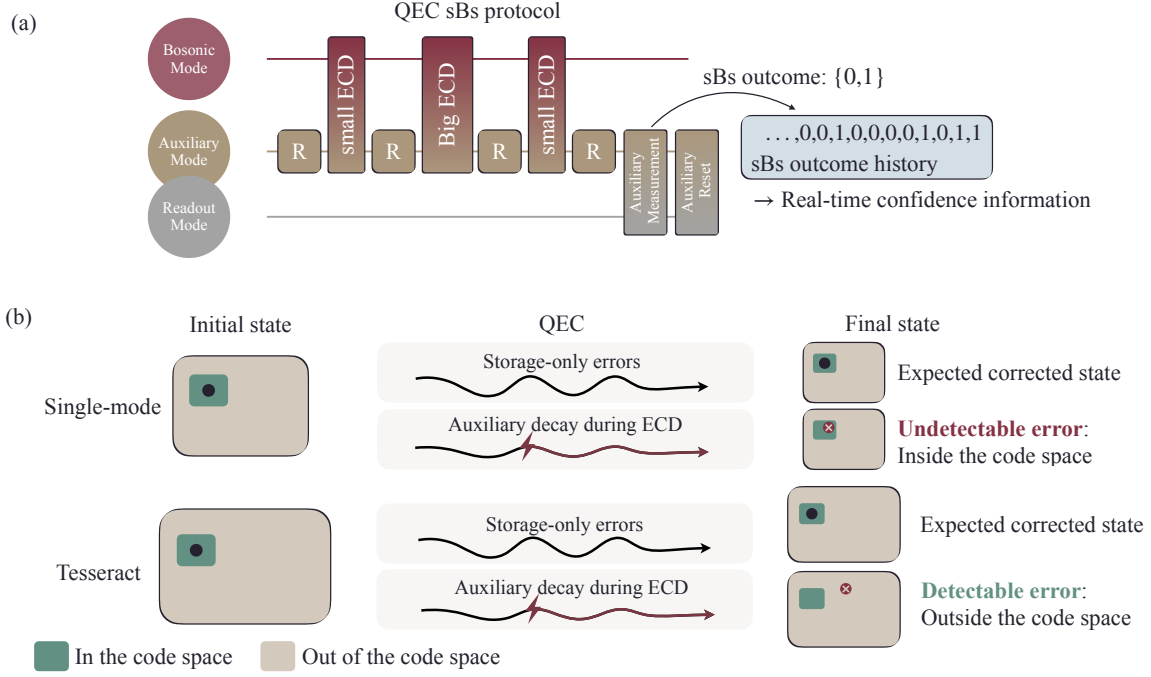 (a)
QEC sBs protocol
Bosonic
Mode
Auxiliary
Mode
Readout
Mode
R
small ECD
R
Big ECD
R
small ECD
R
Auxiliary
Measurement
Auxiliary
Reset
sBs outcome: {0,1}
...,0,0,1,0,0,0,0,1,0,1,1
sBs outcome history
→ Real-time confidence information
(b)
Initial state
QEC
Final state
Single-mode
Storage-only errors
Expected corrected state
Auxiliary decay during ECD
Undetectable error:
Inside the code space
Tesseract
Storage-only errors
Expected corrected state
Auxiliary decay during ECD
Detectable error:
Outside the code space
In the code space
Out of the code space